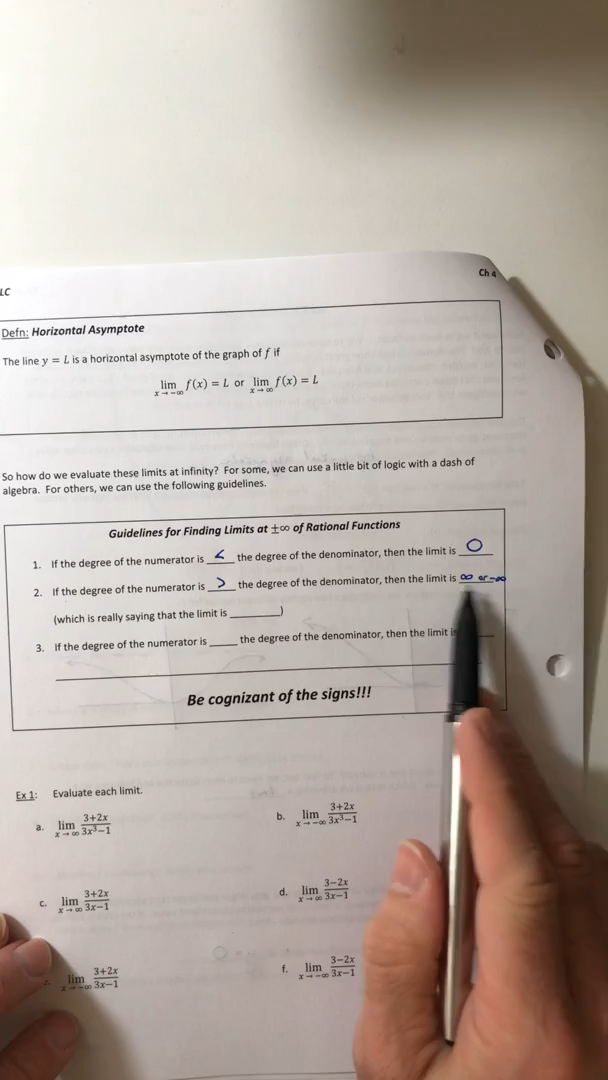 LC
Ch 4
Defn: Horizontal Asymptote
The line y = L is a horizontal asymptote of the graph of f if
lim x→−∞ f(x) = L or lim x→∞ f(x) = L
So how do we evaluate these limits at infinity? For some, we can use a little bit of logic with a dash of
algebra. For others, we can use the following guidelines.
Guidelines for Finding Limits at ±∞ of Rational Functions
1. If the degree of the numerator is < the degree of the denominator, then the limit is 0
2. If the degree of the numerator is > the degree of the denominator, then the limit is ∞ or -∞
(which is really saying that the limit is ________)
3. If the degree of the numerator is ____ the degree of the denominator, then the limit
Be cognizant of the signs!!!
Ex 1: Evaluate each limit.
a. lim x→∞ (3+2x)/(3x³−1) b. lim x→−∞ (3+2x)/(3x³−1)
c. lim x→∞ (3+2x)/(3x−1) d. lim x→∞ (3−2x)/(3x−1)
lim x→−∞ (3+2x)/(3x−1) f. lim x→−∞ (3−2x)/(3x−1)